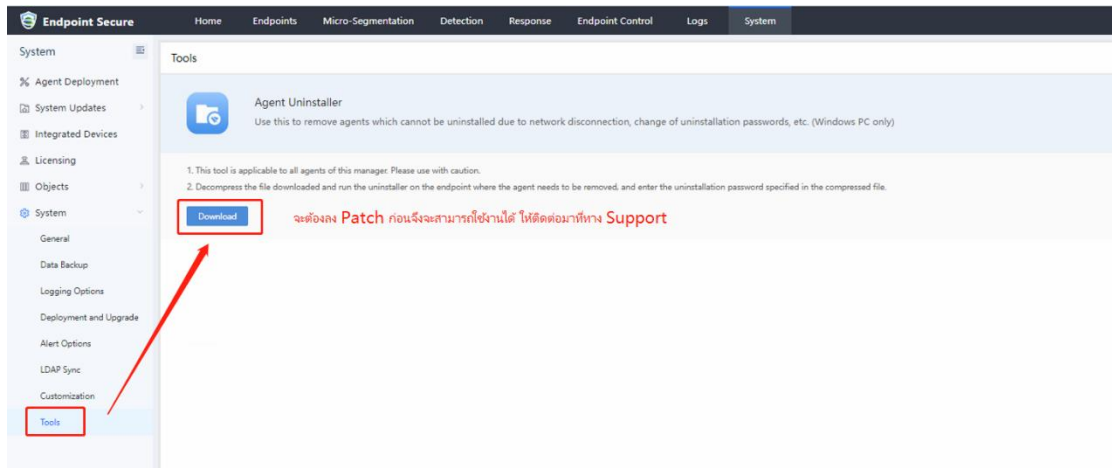 Endpoint Secure
Home Endpoints Micro-Segmentation Detection Response Endpoint Control Logs System
System
Agent Deployment
System Updates
Integrated Devices
Licensing
Objects
System
General
Data Backup
Logging Options
Deployment and Upgrade
Alert Options
LDAP Sync
Customization
Tools
Tools
Agent Uninstaller
Use this to remove agents which cannot be uninstalled due to network disconnection, change of uninstallation passwords, etc. (Windows PC only)
1. This tool is applicable to all agents of this manager. Please use with caution.
2. Decompress the file downloaded and run the uninstaller on the endpoint where the agent needs to be removed, and enter the uninstallation password specified in the compressed file.
Download
จะต้องลง Patch ก่อนจึงจะสามารถใช้งานได้ ให้ติดต่อมาที่ทาง Support